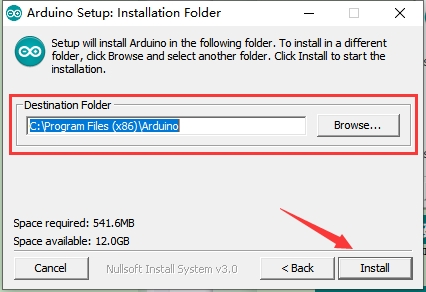 Arduino Setup: Installation Folder
Setup will install Arduino in the following folder. To install in a different
folder, click Browse and select another folder. Click Install to start the
installation.
Destination Folder
C:\Program Files (x86)\Arduino
Browse...
Space required: 541.6MB
Space available: 12.0GB
Cancel
Nullsoft Install System v3.0
< Back
Install